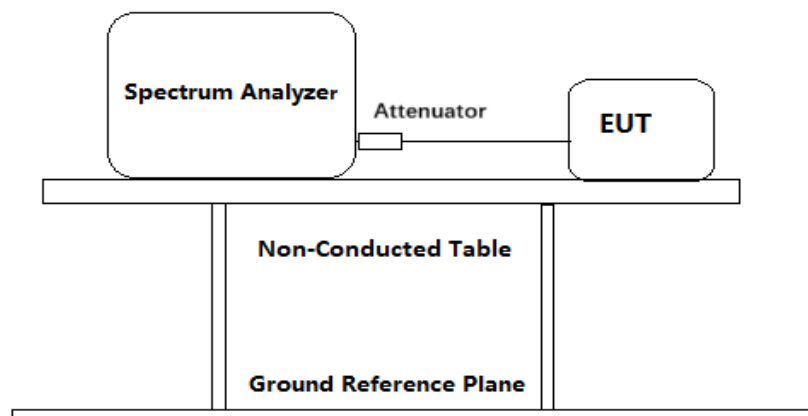 Spectrum Analyzer
Attenuator
EUT
Non-Conducted Table
Ground Reference Plane